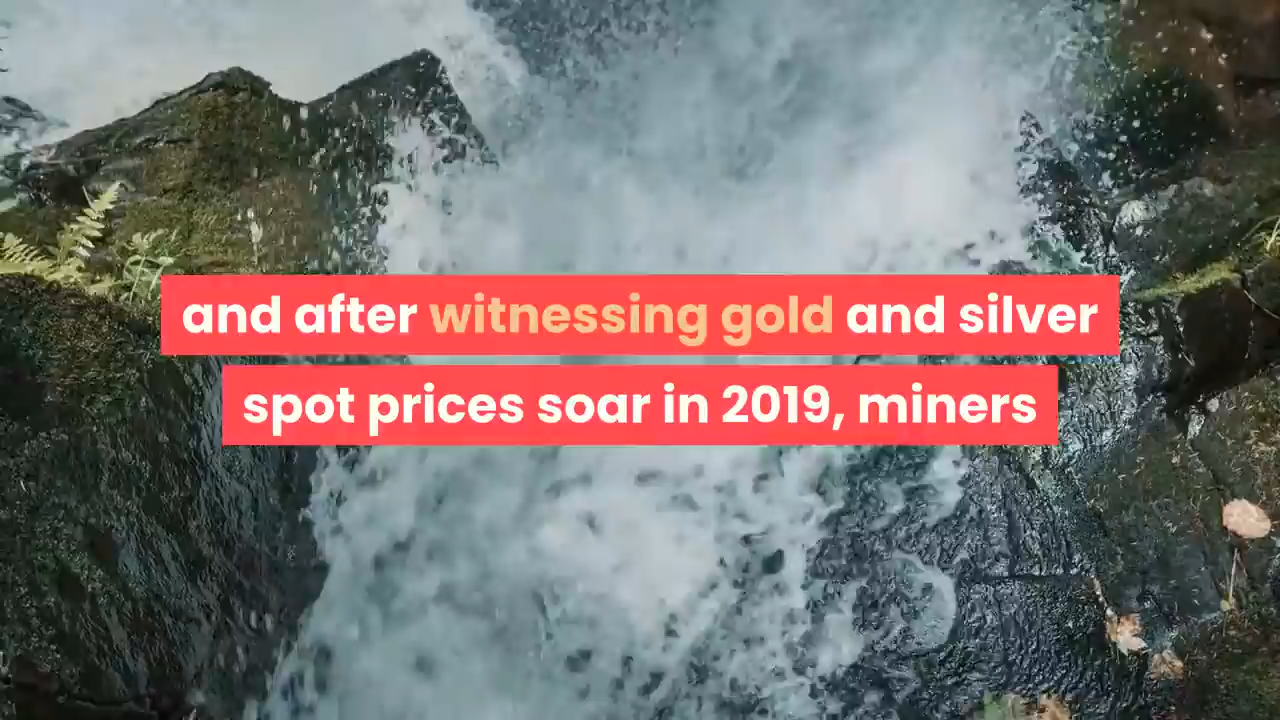 and after witnessing gold and silver
spot prices soar in 2019, miners